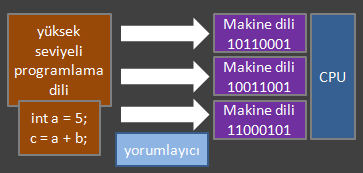 yüksek
seviyeli
programlama
dili
int a = 5;
c = a + b;
yorumlayıcı
Makine dili
10110001
Makine dili
10011001
Makine dili
11000101
CPU